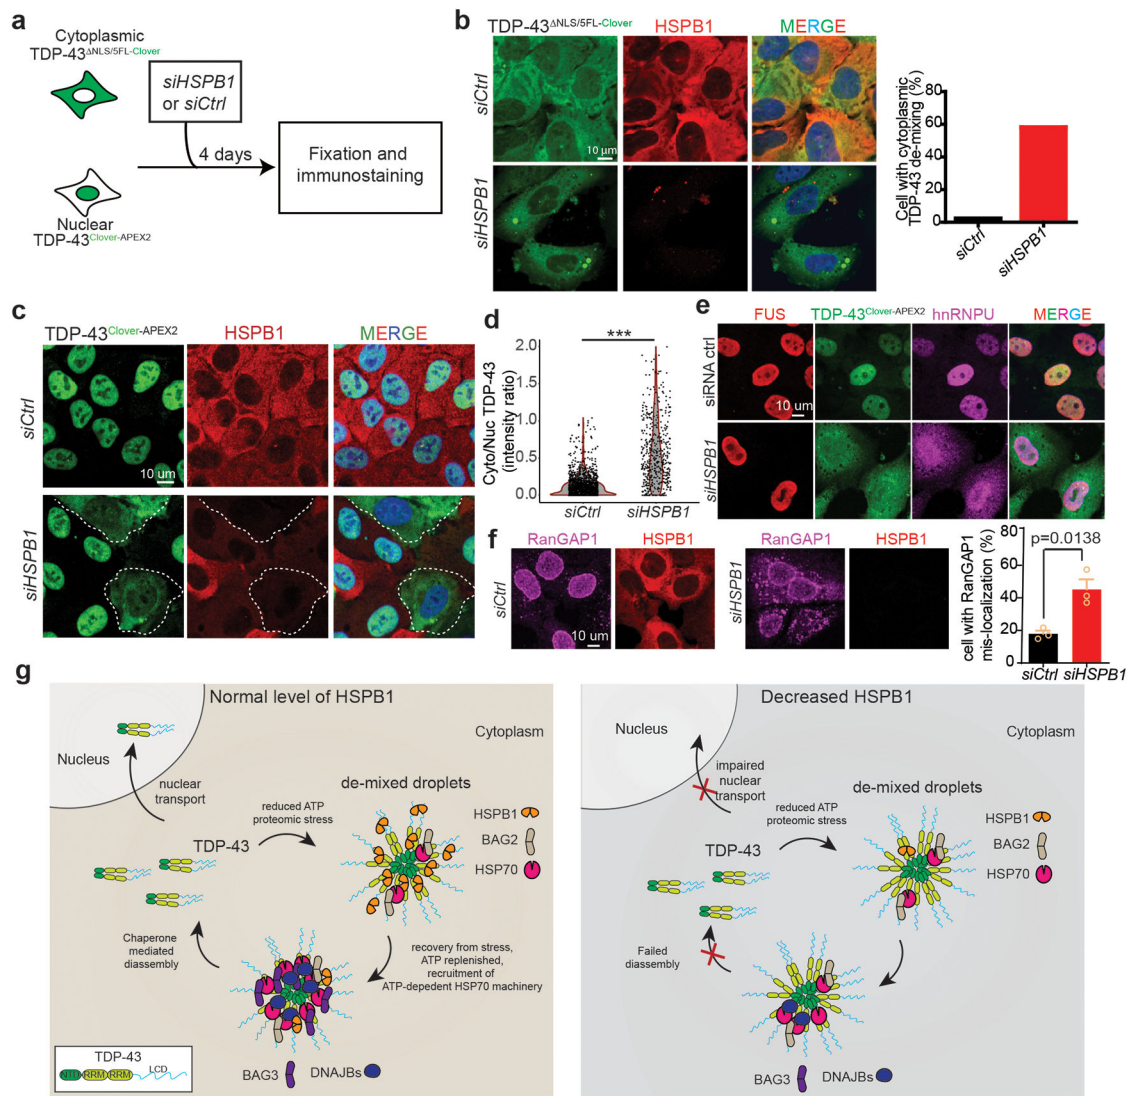 a
Cytoplasmic
TDP-43ΔNLS/5FL-Clover
siHSPB1
or siCtrl
4 days
Fixation and
immunostaining
Nuclear
TDP-43Clover-APEX2
b
TDP-43ΔNLS/5FL-Clover HSPB1 MERGE
siCtrl
10 µm
siHSPB1
Cell with cytoplasmic
TDP-43 de-mixing (%)
80
60
40
20
0
siCtrl
siHSPB1
c
TDP-43Clover-APEX2 HSPB1 MERGE
siCtrl
10 um
siHSPB1
d
Cyto/Nuc TDP-43
(intensity ratio)
2.0
1.5
1.0
0.5
0.0
***
siCtrl siHSPB1
e
FUS TDP-43Clover-APEX2 hnRNPU MERGE
siRNA ctrl
10 um
siHSPB1
f
RanGAP1 HSPB1
siCtrl
10 um
RanGAP1 HSPB1
siHSPB1
cell with RanGAP1
mis-localization (%)
80
60
40
20
0
p=0.0138
siCtrl siHSPB1
g
Normal level of HSPB1
Nucleus
Cytoplasm
nuclear
transport
de-mixed droplets
reduced ATP
proteomic stress
HSPB1
BAG2
HSP70
TDP-43
Chaperone
mediated
diassembly
recovery from stress,
ATP replenished,
recruitment of
ATP-depedent HSP70 machinery
TDP-43
NTD RRM RRM LCD
BAG3 DNAJBs
Decreased HSPB1
Nucleus
Cytoplasm
impaired
nuclear
transport
de-mixed droplets
reduced ATP
proteomic stress
HSPB1
BAG2
HSP70
TDP-43
Failed
diassembly
BAG3 DNAJBs